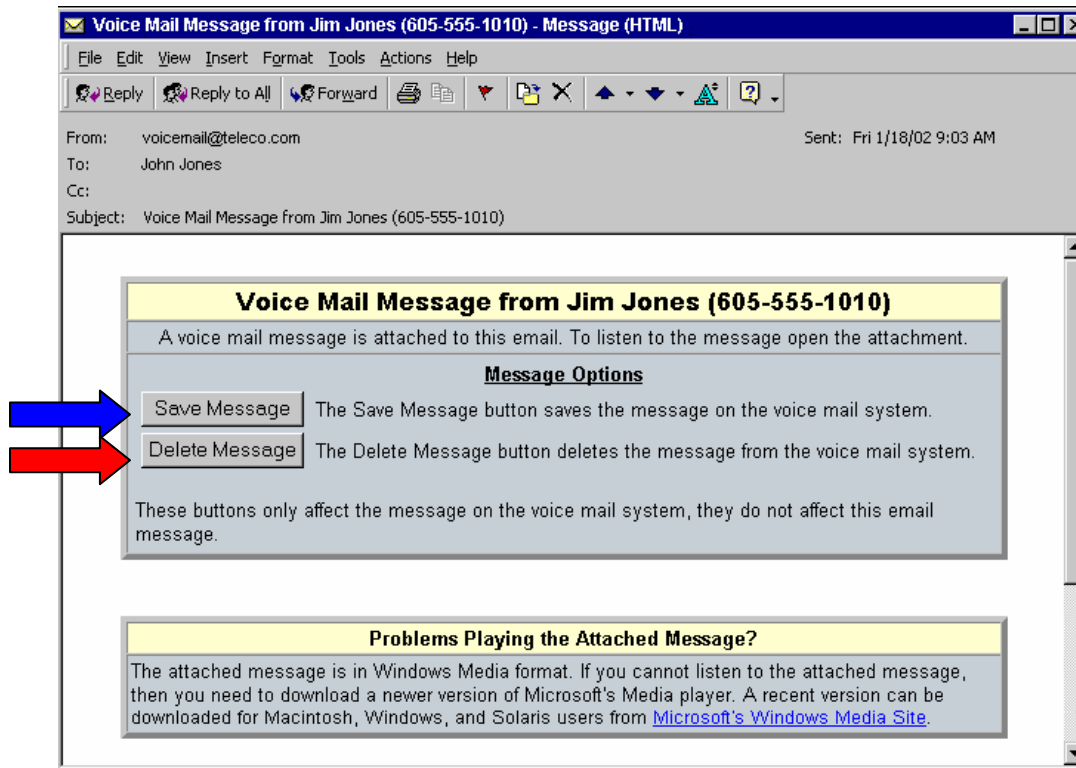 Voice Mail Message from Jim Jones (605-555-1010) - Message (HTML)
File Edit View Insert Format Tools Actions Help
Reply Reply to All Forward
From: voicemail@teleco.com Sent: Fri 1/18/02 9:03 AM
To: John Jones
Cc:
Subject: Voice Mail Message from Jim Jones (605-555-1010)
Voice Mail Message from Jim Jones (605-555-1010)
A voice mail message is attached to this email. To listen to the message open the attachment.
Message Options
Save Message The Save Message button saves the message on the voice mail system.
Delete Message The Delete Message button deletes the message from the voice mail system.
These buttons only affect the message on the voice mail system, they do not affect this email
message.
Problems Playing the Attached Message?
The attached message is in Windows Media format. If you cannot listen to the attached message,
then you need to download a newer version of Microsoft's Media player. A recent version can be
downloaded for Macintosh, Windows, and Solaris users from Microsoft's Windows Media Site.